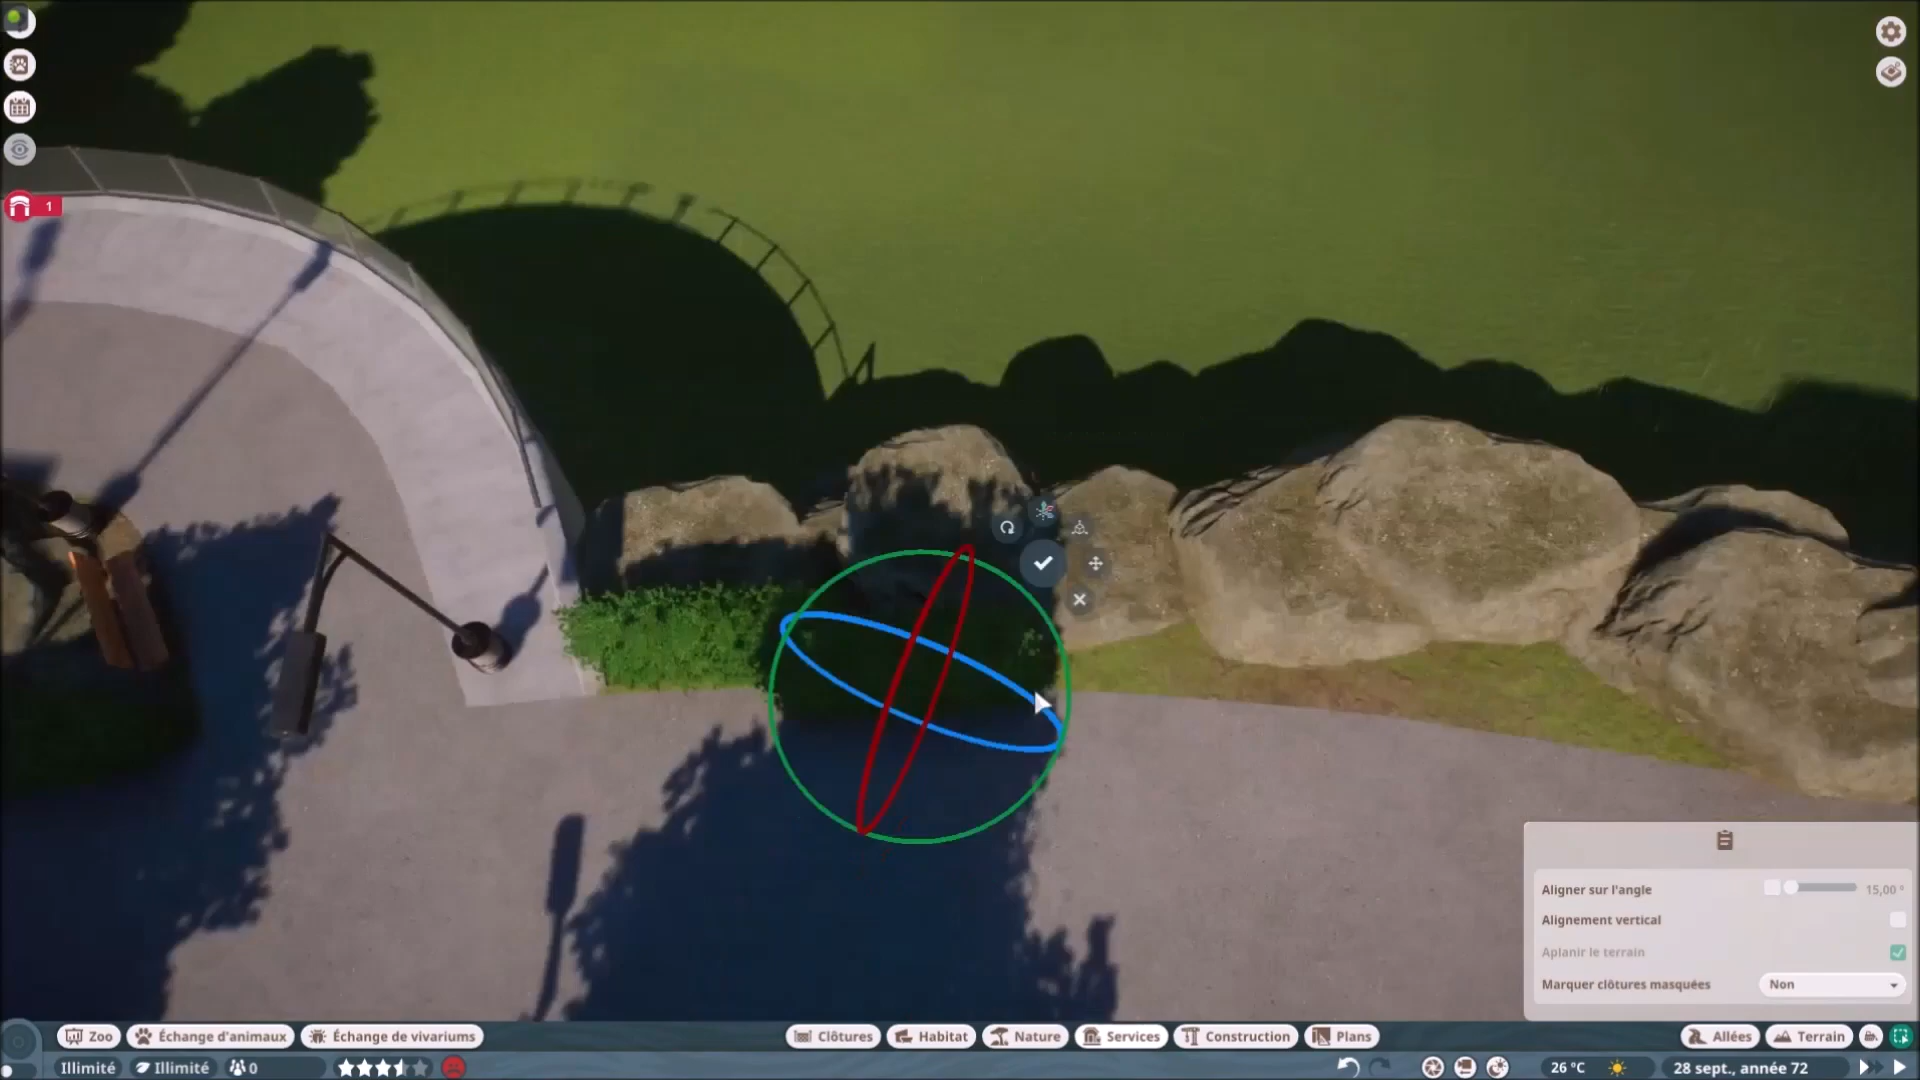 1
Aligner sur l'angle 15,00 °
Alignement vertical
Aplanir le terrain
Marquer clôtures masquées Non
Zoo Échange d'animaux Échange de vivariums Clôtures Habitat Nature Services Construction Plans Allées Terrain
Illimité Illimité 0 26 °C 28 sept., année 72